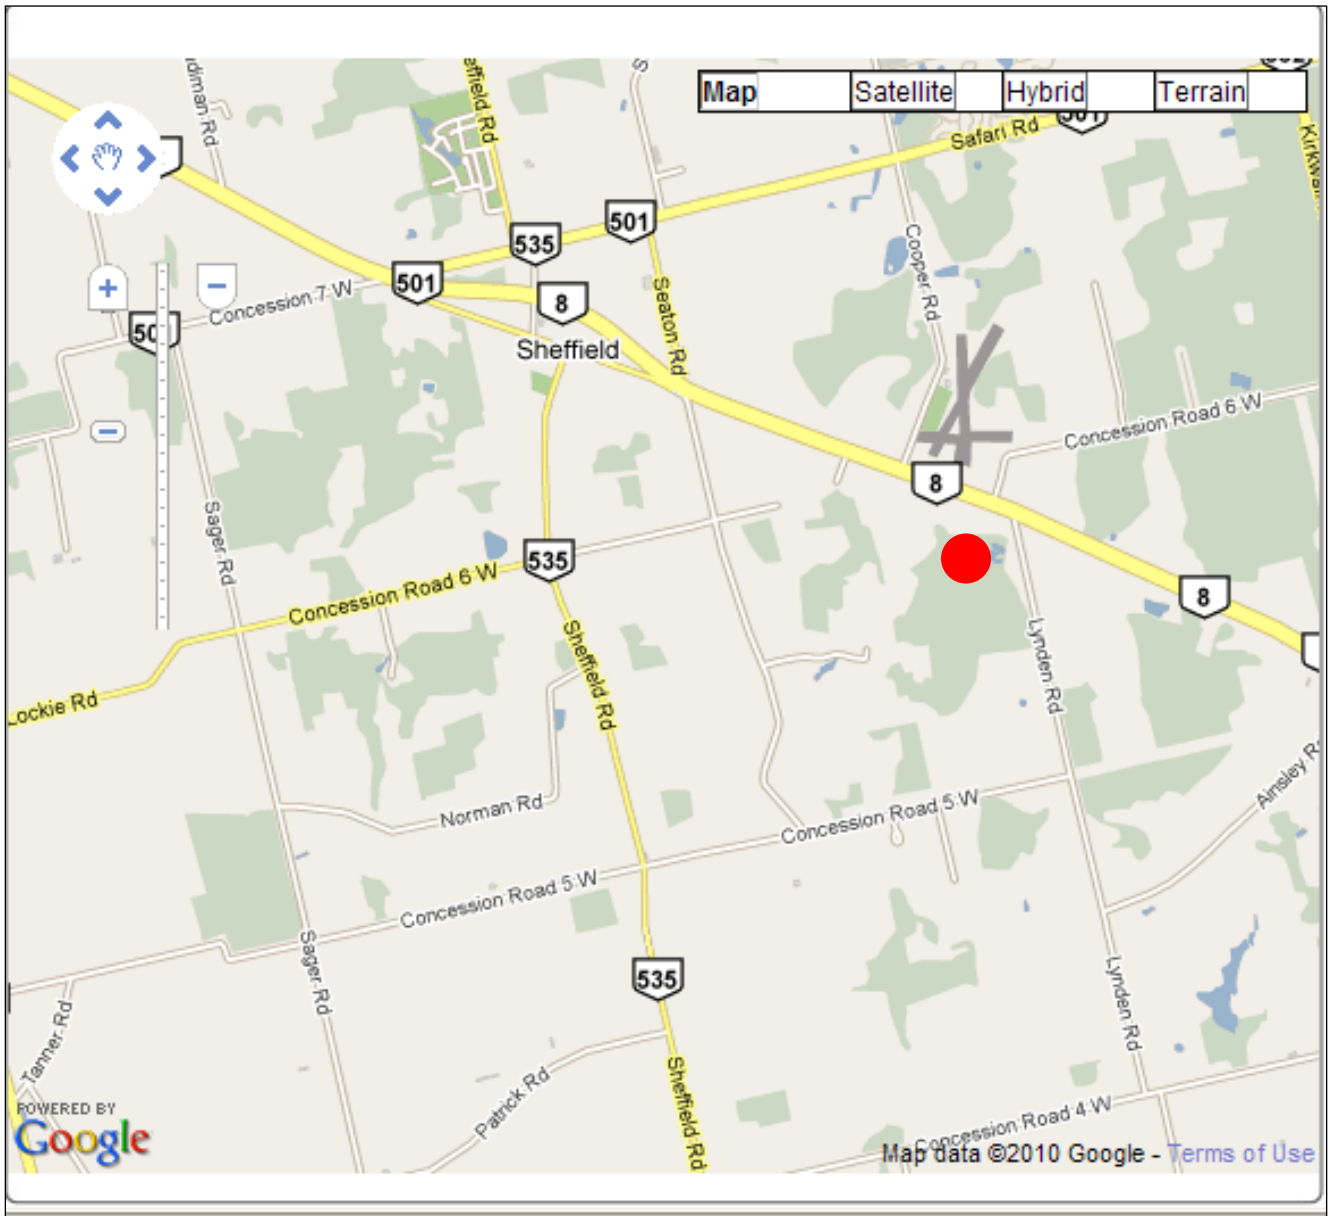 Map Satellite Hybrid Terrain
effield Rd
S
Safari Rd
501
535
501
501
8
Cooper Rd
Seaton Rd
Concession 7 W
Sheffield
Concession Road 6 W
8
Sager Rd
535
Concession Road 6 W
8
Sheffield Rd
Lynden Rd
Lockie Rd
Norman Rd
Concession Road 5 W
Concession Road 5 W
Sager Rd
535
Lynden Rd
Tanner Rd
Patrick Rd
Sheffield Rd
Concession Road 4 W
POWERED BY
Google
Map data ©2010 Google - Terms of Use